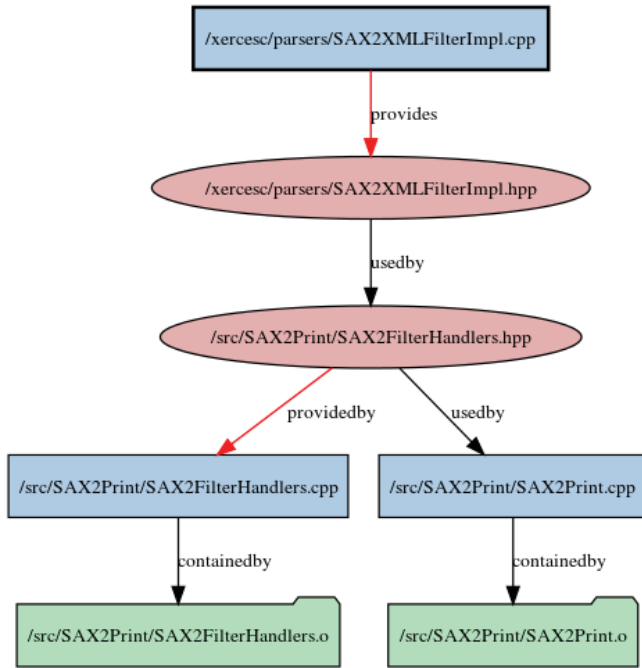 /xercesc/parsers/SAX2XMLFilterImpl.cpp
provides
/xercesc/parsers/SAX2XMLFilterImpl.hpp
usedby
/src/SAX2Print/SAX2FilterHandlers.hpp
providedby
usedby
/src/SAX2Print/SAX2FilterHandlers.cpp
/src/SAX2Print/SAX2Print.cpp
containedby
containedby
/src/SAX2Print/SAX2FilterHandlers.o
/src/SAX2Print/SAX2Print.o